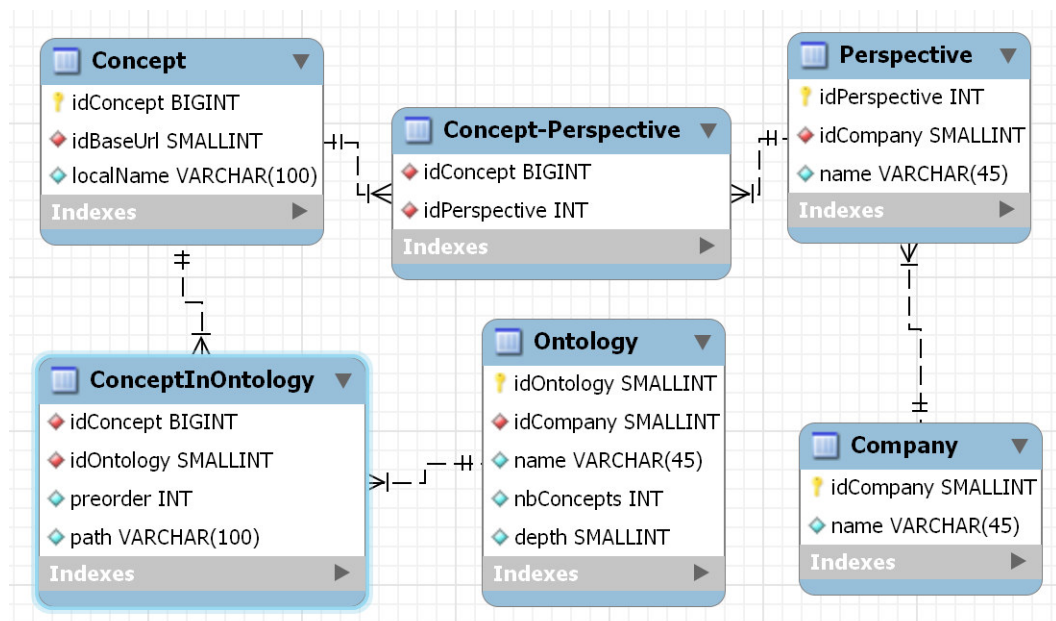 Concept
idConcept BIGINT
idBaseUrl SMALLINT
localName VARCHAR(100)
Indexes
Concept-Perspective
idConcept BIGINT
idPerspective INT
Indexes
Perspective
idPerspective INT
idCompany SMALLINT
name VARCHAR(45)
Indexes
ConceptInOntology
idConcept BIGINT
idOntology SMALLINT
preorder INT
path VARCHAR(100)
Indexes
Ontology
idOntology SMALLINT
idCompany SMALLINT
name VARCHAR(45)
nbConcepts INT
depth SMALLINT
Indexes
Company
idCompany SMALLINT
name VARCHAR(45)
Indexes